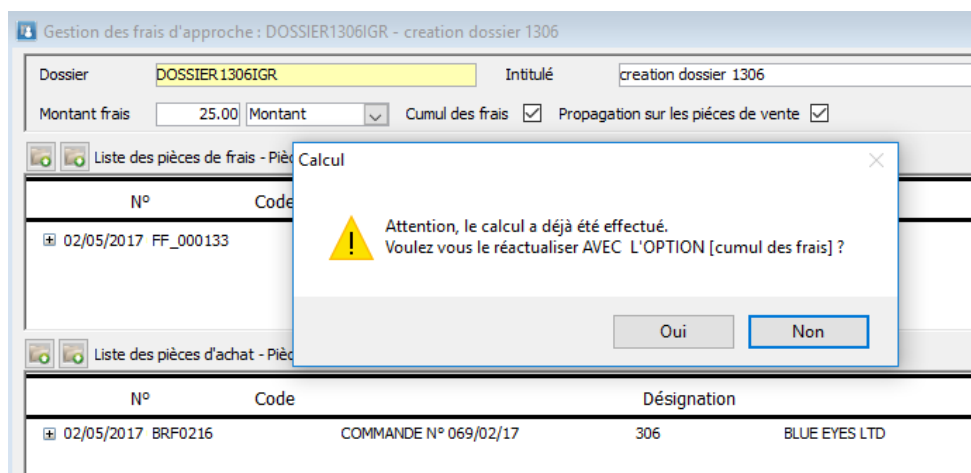 Gestion des frais d'approche : DOSSIER1306IGR - creation dossier 1306
Dossier DOSSIER1306IGR Intitulé creation dossier 1306
Montant frais 25.00 Montant Cumul des frais Propagation sur les piéces de vente
Liste des pièces de frais - Pièc
Calcul
Nº Code
Attention, le calcul a déjà été effectué.
Voulez vous le réactualiser AVEC L'OPTION [cumul des frais] ?
02/05/2017 FF_000133
Oui Non
Liste des pièces d'achat - Pièc
Nº Code Désignation
02/05/2017 BRF0216 COMMANDE Nº 069/02/17 306 BLUE EYES LTD